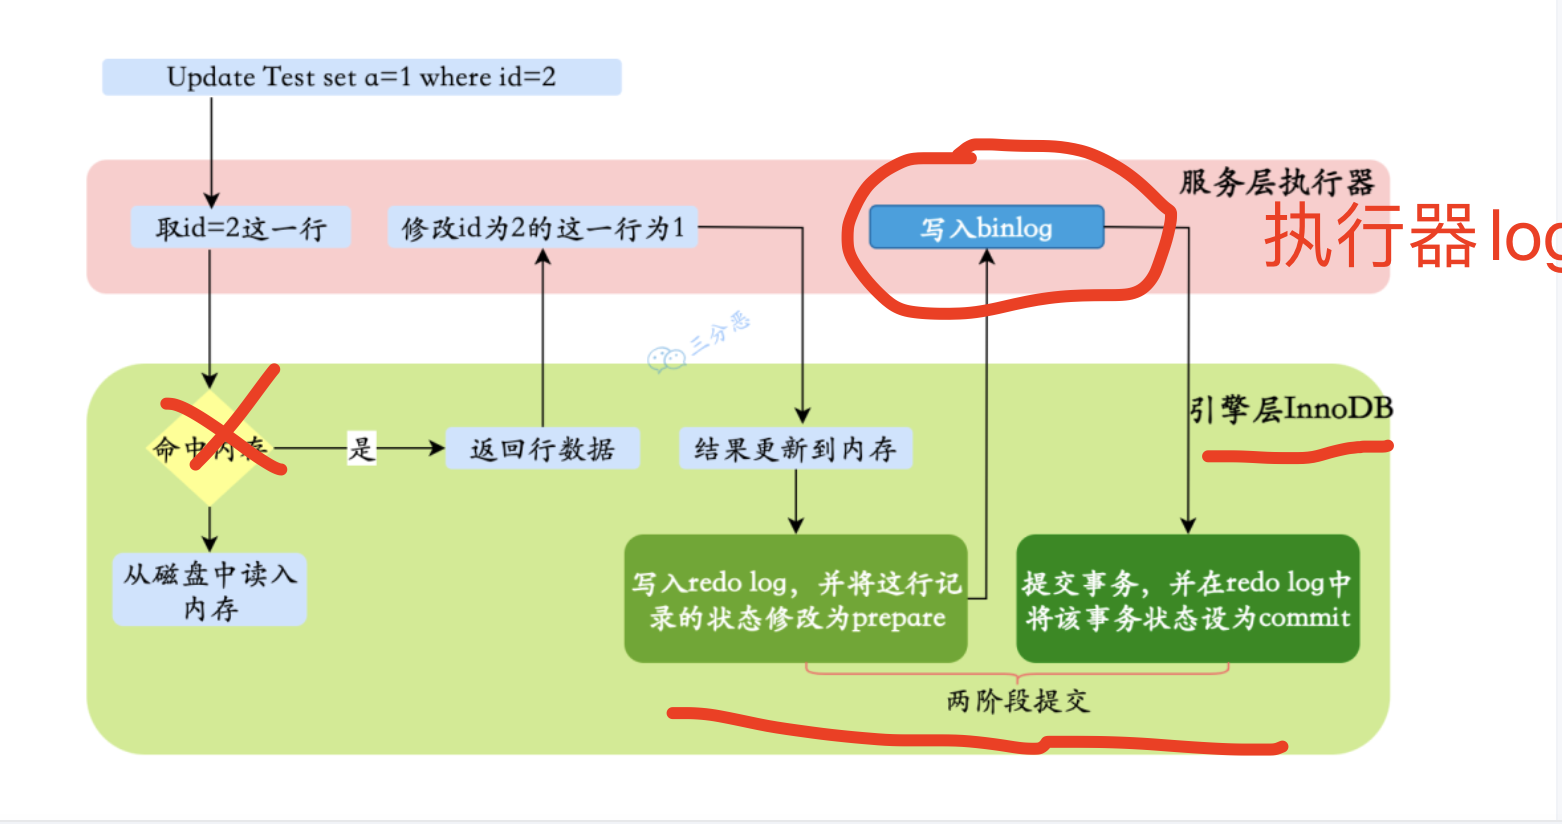 Update Test set a=1 where id=2
服务层执行器
执行器log
取id=2这一行
修改id为2的这一行为1
写入binlog
三分恶
引擎层InnoDB
命中内存
是
返回行数据
结果更新到内存
从磁盘中读入
内存
写入redo log，并将这行记
录的状态修改为prepare
提交事务，并在redo log中
将该事务状态设为commit
两阶段提交